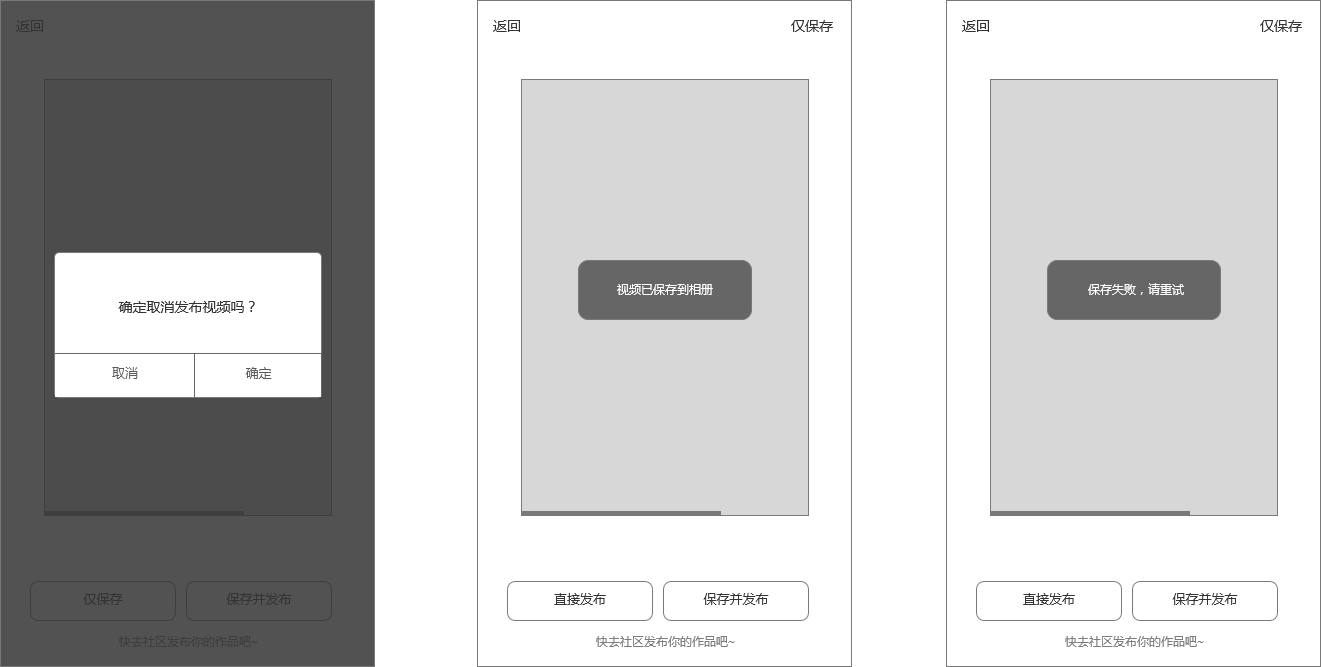 返回
确定取消发布视频吗？
取消
确定
仅保存
保存并发布
快去社区发布你的作品吧~
返回
仅保存
视频已保存到相册
直接发布
保存并发布
快去社区发布你的作品吧~
返回
仅保存
保存失败，请重试
直接发布
保存并发布
快去社区发布你的作品吧~